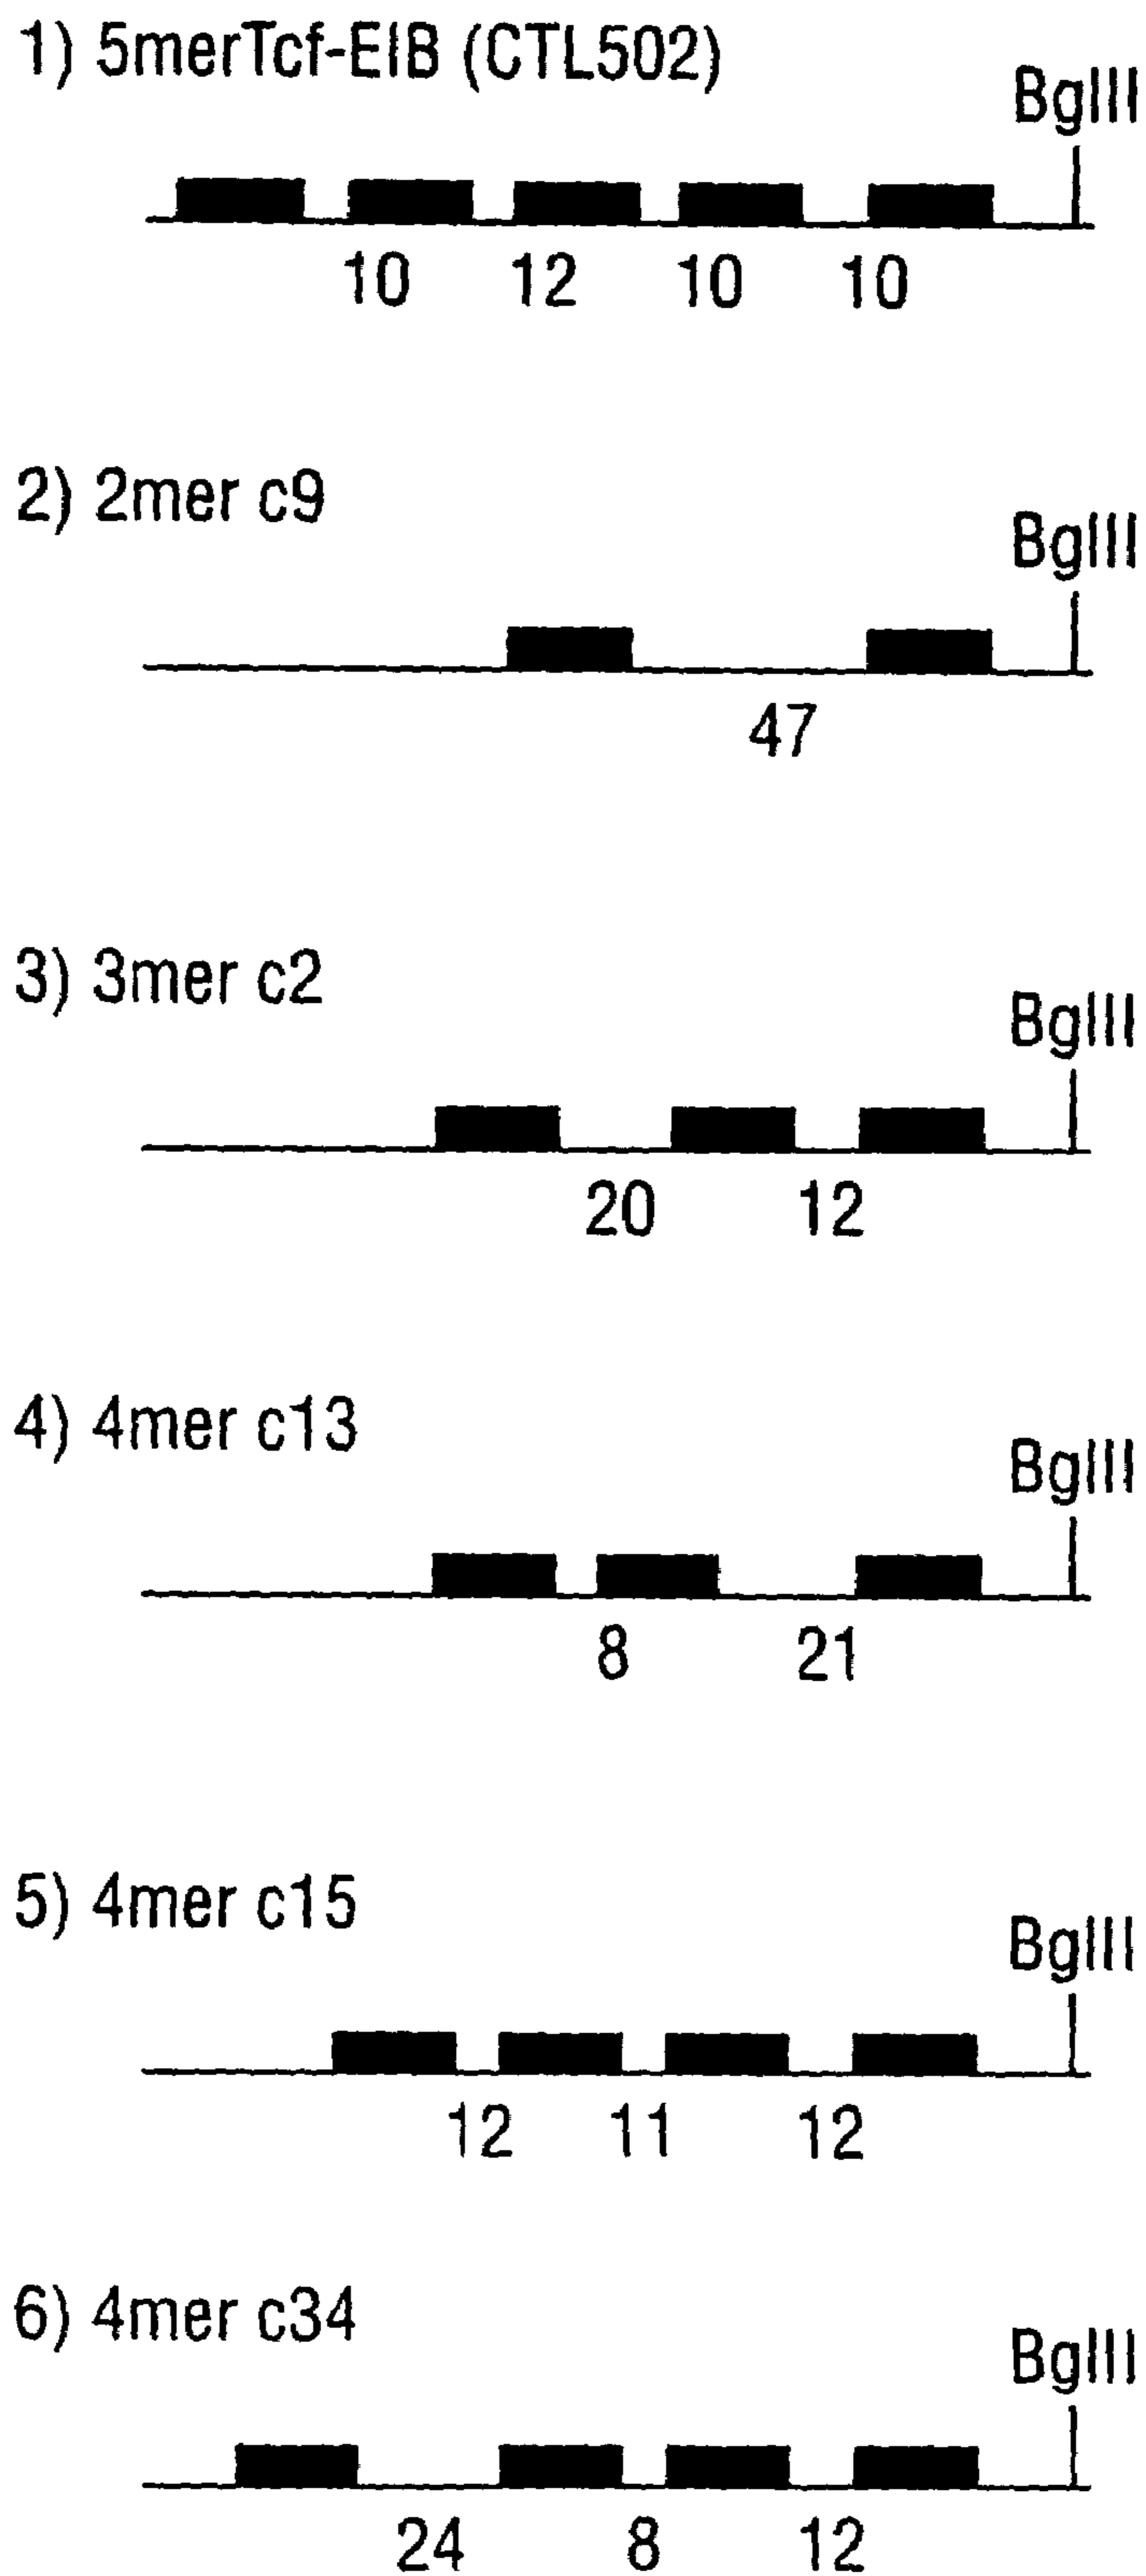 1) 5merTcf-EIB (CTL502)
BglII
10 12 10 10
2) 2mer c9
BglII
47
3) 3mer c2
BglII
20 12
4) 4mer c13
BglII
8 21
5) 4mer c15
BglII
12 11 12
6) 4mer c34
BglII
24 8 12